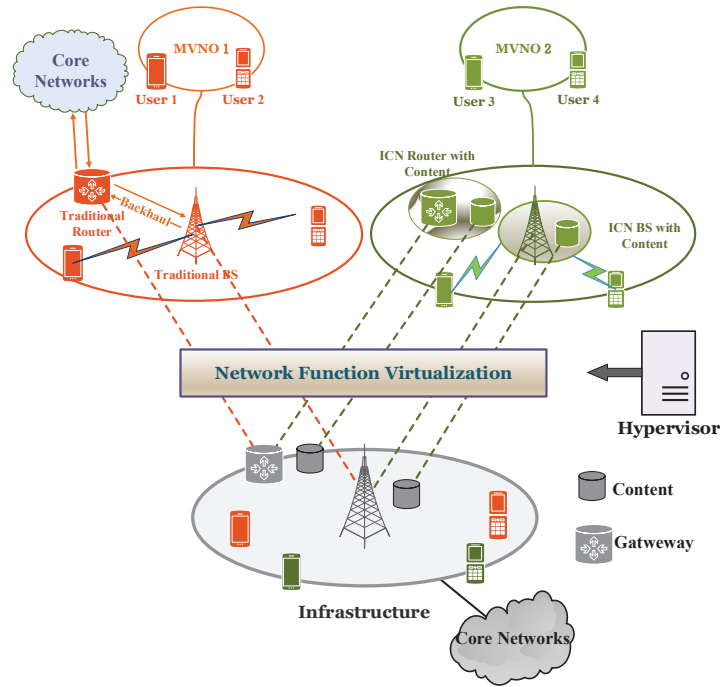 MVNO 1
User 1
User 2
Core
Networks
Traditional
Router
Backhaul
Traditional BS
MVNO 2
User 3
User 4
ICN Router with
Content
ICN BS with
Content
Network Function Virtualization
Hypervisor
Content
Gatweway
Infrastructure
Core Networks